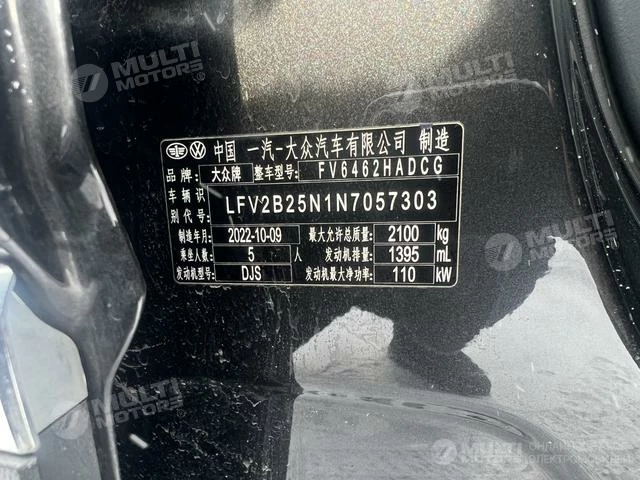 MULTI
MOTORS®
MULTI
MOTORS
中国 一汽-大众汽车有限公司 制造
品牌: 大众牌 整车型号: FV6462HADCG
车辆识
别代号: LFV2B25N1N7057303
制造年月: 2022-10-09 最大允许总质量: 2100 kg
乘坐人数: 5 人 发动机排量: 1395 mL
发动机型号: DJS 发动机最大净功率: 110 kW
MULTI
MOTORS
MULTI
MOTORS
MULTI
MOTORS